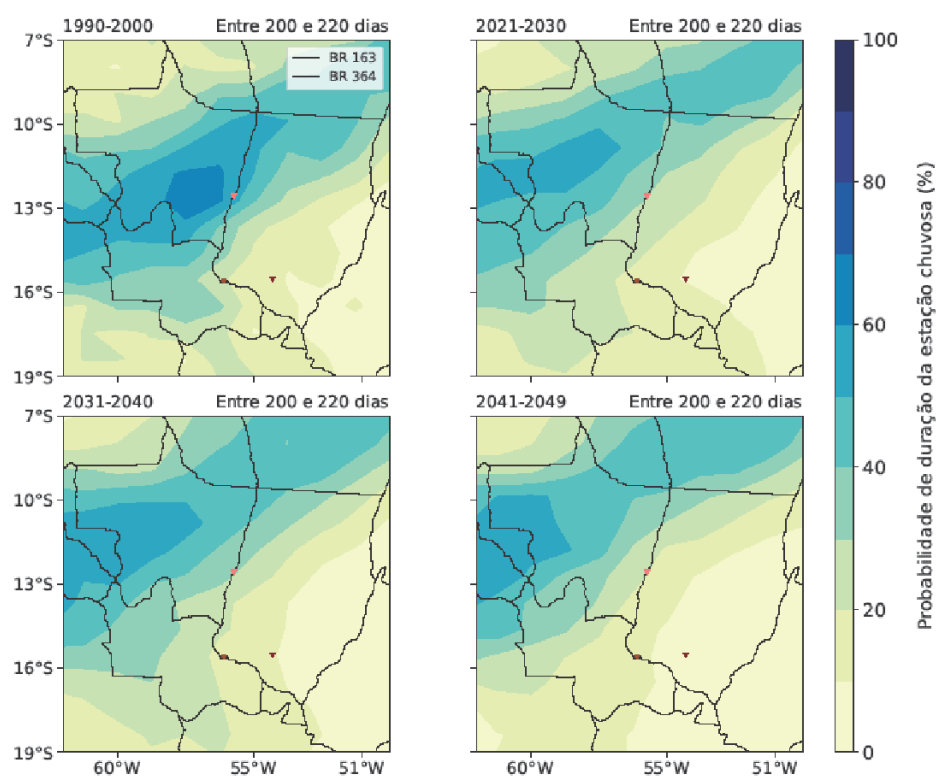 1990-2000 Entre 200 e 220 dias
2021-2030 Entre 200 e 220 dias
7°S
10°S
13°S
16°S
19°S
BR 163
BR 364
2031-2040 Entre 200 e 220 dias
2041-2049 Entre 200 e 220 dias
7°S
10°S
13°S
16°S
19°S
60°W 55°W 51°W
60°W 55°W 51°W
100
80
60
40
20
0
Probabilidade de duração da estação chuvosa (%)